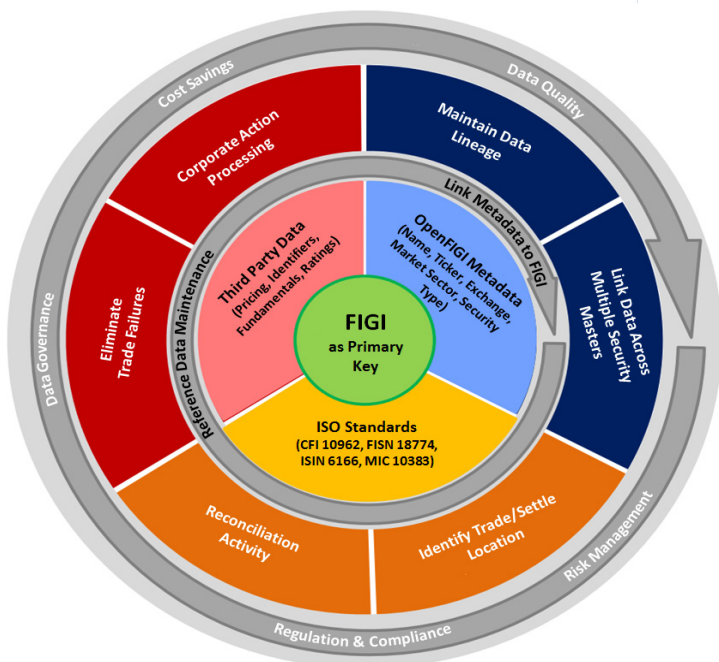 Cost Savings
Data Quality
Corporate Action
Processing
Maintain Data
Lineage
Link Metadata to FIGI
Third Party Data
(Pricing, Identifiers,
Fundamentals, Ratings)
OpenFIGI Metadata
(Name, Ticker, Exchange,
Market Sector, Security
Type)
Link Data Across
Multiple Security
Masters
Eliminate
Trade Failures
Reference Data Maintenance
Data Governance
FIGI
as Primary
Key
ISO Standards
(CFI 10962, FISN 18774,
ISIN 6166, MIC 10383)
Reconciliation
Activity
Identify Trade/Settle
Location
Risk Management
Regulation & Compliance